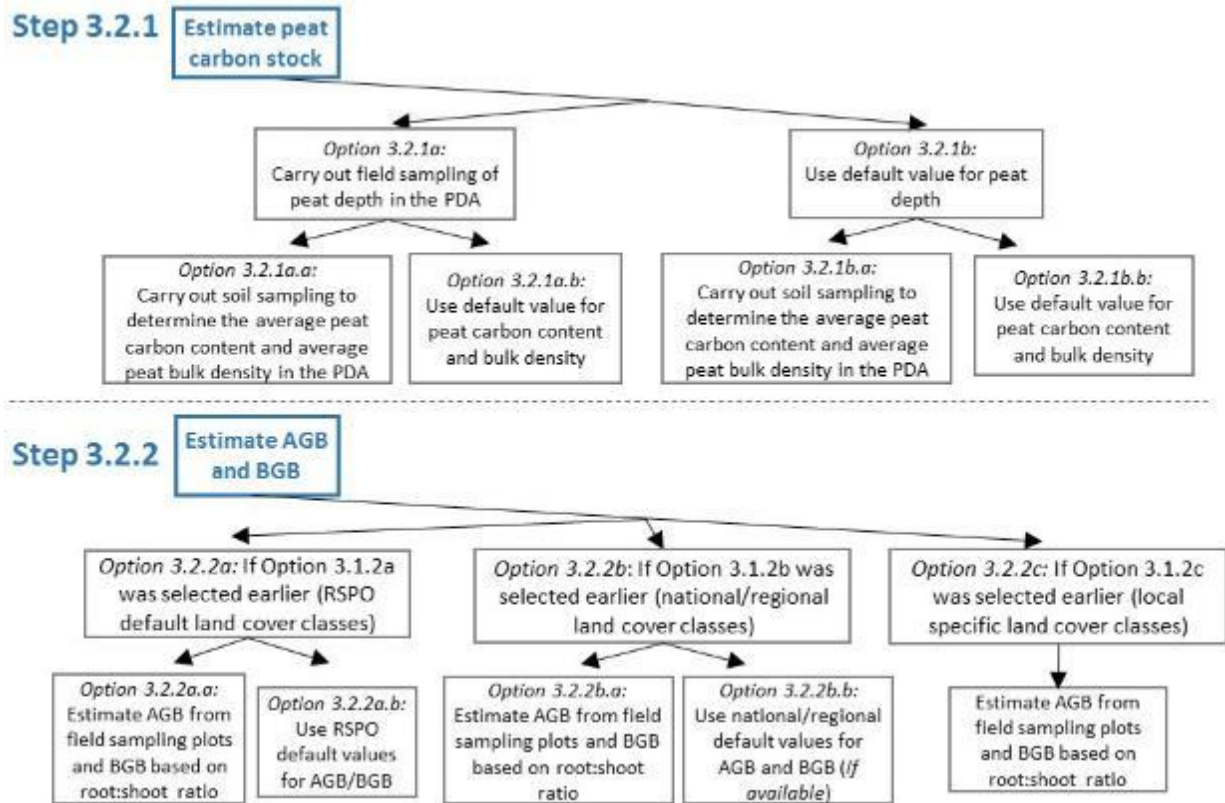 Step 3.2.1
Estimate peat
carbon stock
Option 3.2.1a:
Carry out field sampling of
peat depth in the PDA
Option 3.2.1b:
Use default value for peat
depth
Option 3.2.1a.a:
Carry out soil sampling to
determine the average peat
carbon content and average
peat bulk density in the PDA
Option 3.2.1a.b:
Use default value for
peat carbon content
and bulk density
Option 3.2.1b.a:
Carry out soil sampling to
determine the average peat
carbon content and average
peat bulk density in the PDA
Option 3.2.1b.b:
Use default value for
peat carbon content
and bulk density
Step 3.2.2
Estimate AGB
and BGB
Option 3.2.2a: If Option 3.1.2a
was selected earlier (RSPO
default land cover classes)
Option 3.2.2b: If Option 3.1.2b was
selected earlier (national/regional
land cover classes)
Option 3.2.2c: If Option 3.1.2c
was selected earlier (local
specific land cover classes)
Option 3.2.2a.a:
Estimate AGB from
field sampling plots
and BGB based on
root:shoot ratio
Option 3.2.2a.b:
Use RSPO
default values
for AGB/BGB
Option 3.2.2b.a:
Estimate AGB from field
sampling plots and BGB
based on root:shoot
ratio
Option 3.2.2b.b:
Use national/regional
default values for
AGB and BGB (if
available)
Estimate AGB from
field sampling plots
and BGB based on
root:shoot ratio